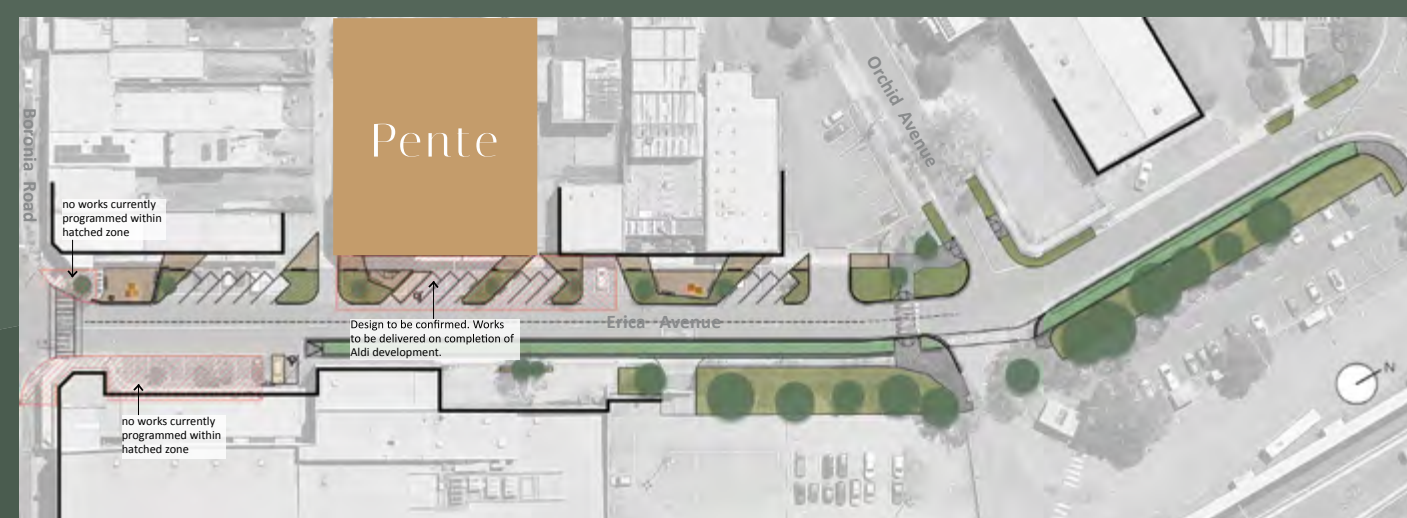 Pente
Orchid Avenue
Boronia Road
no works currently
programmed within
hatched zone
Design to be confirmed. Works
to be delivered on completion of
Aldi development.
Erica Avenue
N
no works currently
programmed within
hatched zone